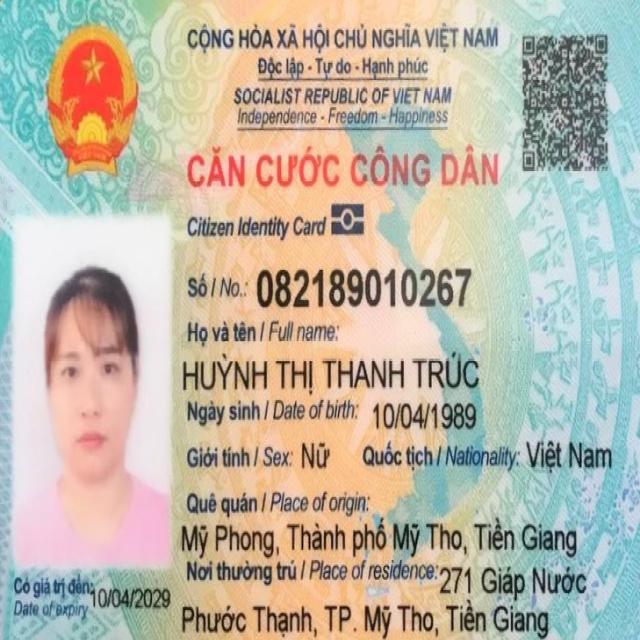 CỘNG HÒA XÃ HỘI CHỦ NGHĨA VIỆT NAM
Độc lập - Tự do - Hạnh phúc
SOCIALIST REPUBLIC OF VIET NAM
Independence - Freedom - Happiness
CĂN CƯỚC CÔNG DÂN
Citizen Identity Card
Số / No.: 082189010267
Họ và tên / Full name:
HUỲNH THỊ THANH TRÚC
Ngày sinh / Date of birth: 10/04/1989
Giới tính / Sex: Nữ Quốc tịch / Nationality: Việt Nam
Quê quán / Place of origin:
Mỹ Phong, Thành phố Mỹ Tho, Tiền Giang
Nơi thường trú / Place of residence: 271 Giáp Nước
Phước Thạnh, TP. Mỹ Tho, Tiền Giang
Có giá trị đến: 10/04/2029
Date of expiry